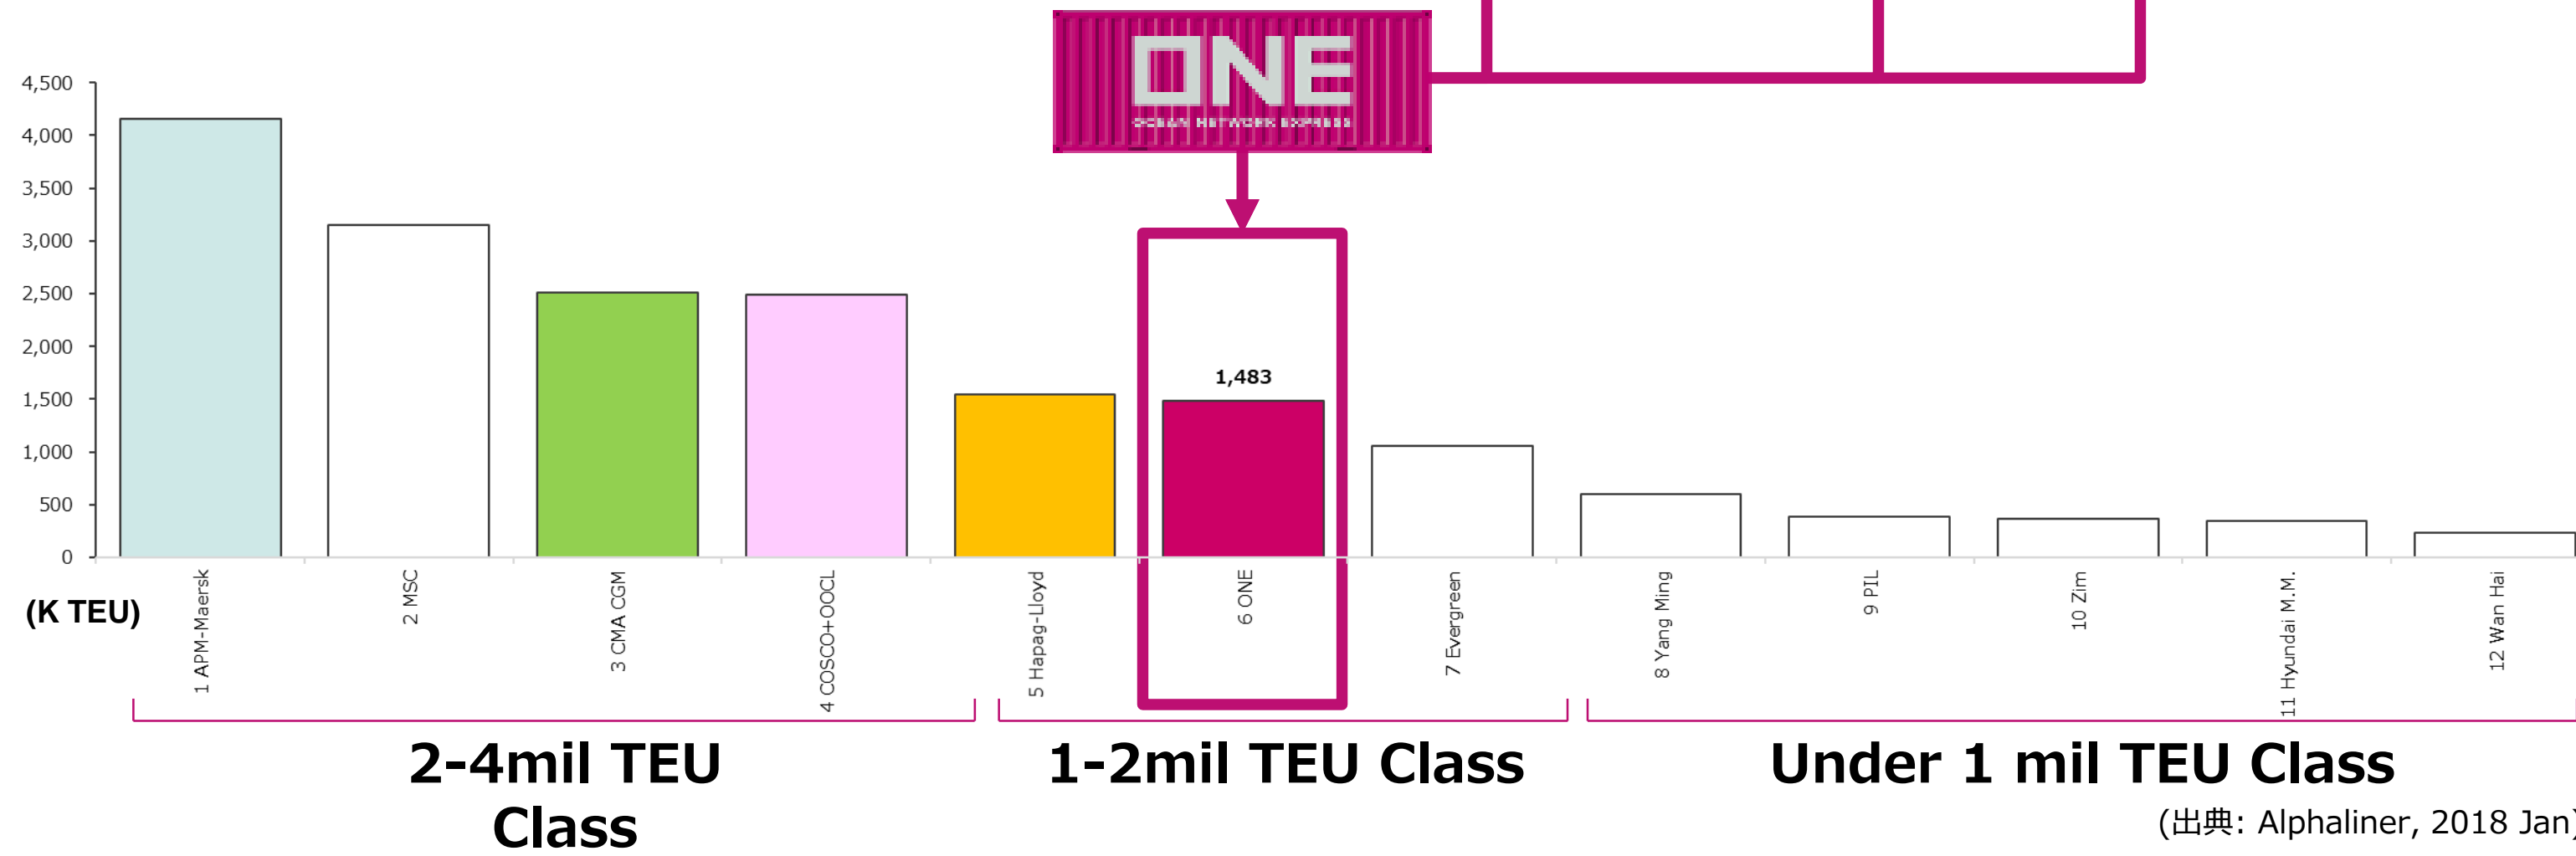 ONE
OCEAN NETWORK EXPRESS
4,500
4,000
3,500
3,000
2,500
2,000
1,500
1,000
500
0
1,483
(K TEU)
1 APM-Maersk
2 MSC
3 CMA CGM
4 COSCO+OOCL
5 Hapag-Lloyd
6 ONE
7 Evergreen
8 Yang Ming
9 PIL
10 Zim
11 Hyundai M.M.
12 Wan Hai
2-4mil TEU
Class
1-2mil TEU Class
Under 1 mil TEU Class
(出典: Alphaliner, 2018 Jan)